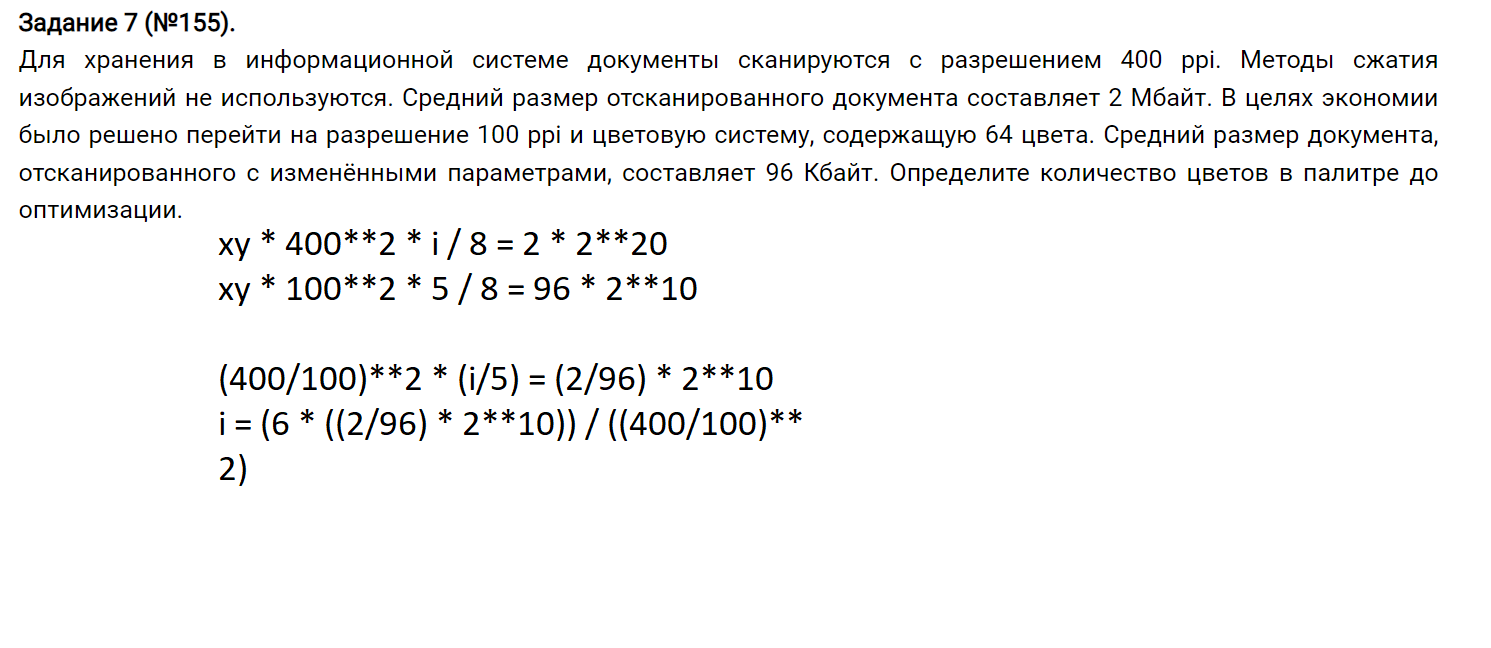 Задание 7 (№155).
Для хранения в информационной системе документы сканируются с разрешением 400 ppi. Методы сжатия
изображений не используются. Средний размер отсканированного документа составляет 2 Мбайт. В целях экономии
было решено перейти на разрешение 100 ppi и цветовую систему, содержащую 64 цвета. Средний размер документа,
отсканированного с изменёнными параметрами, составляет 96 Кбайт. Определите количество цветов в палитре до
оптимизации.
xy * 400**2 * i / 8 = 2 * 2**20
xy * 100**2 * 5 / 8 = 96 * 2**10
(400/100)**2 * (i/5) = (2/96) * 2**10
i = (6 * ((2/96) * 2**10)) / ((400/100)**
2)